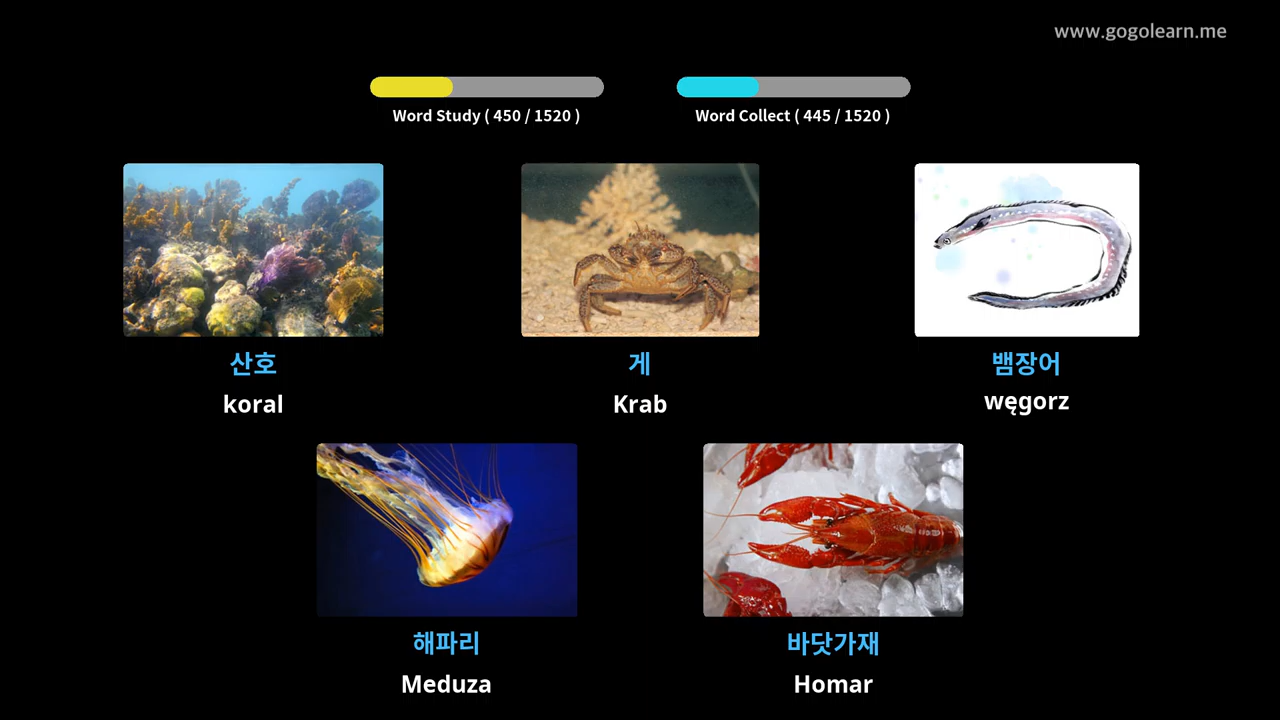 www.gogolearn.me
Word Study ( 450 / 1520 )
Word Collect ( 445 / 1520 )
산호
koral
게
Krab
뱀장어
węgorz
해파리
Meduza
바닷가재
Homar